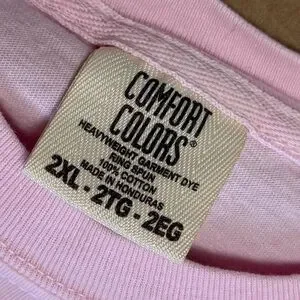 COMFORT
COLORS®
HEAVYWEIGHT GARMENT DYE
RING SPUN
100% COTTON
2XL - 2TG - 2EG
MADE IN HONDURAS